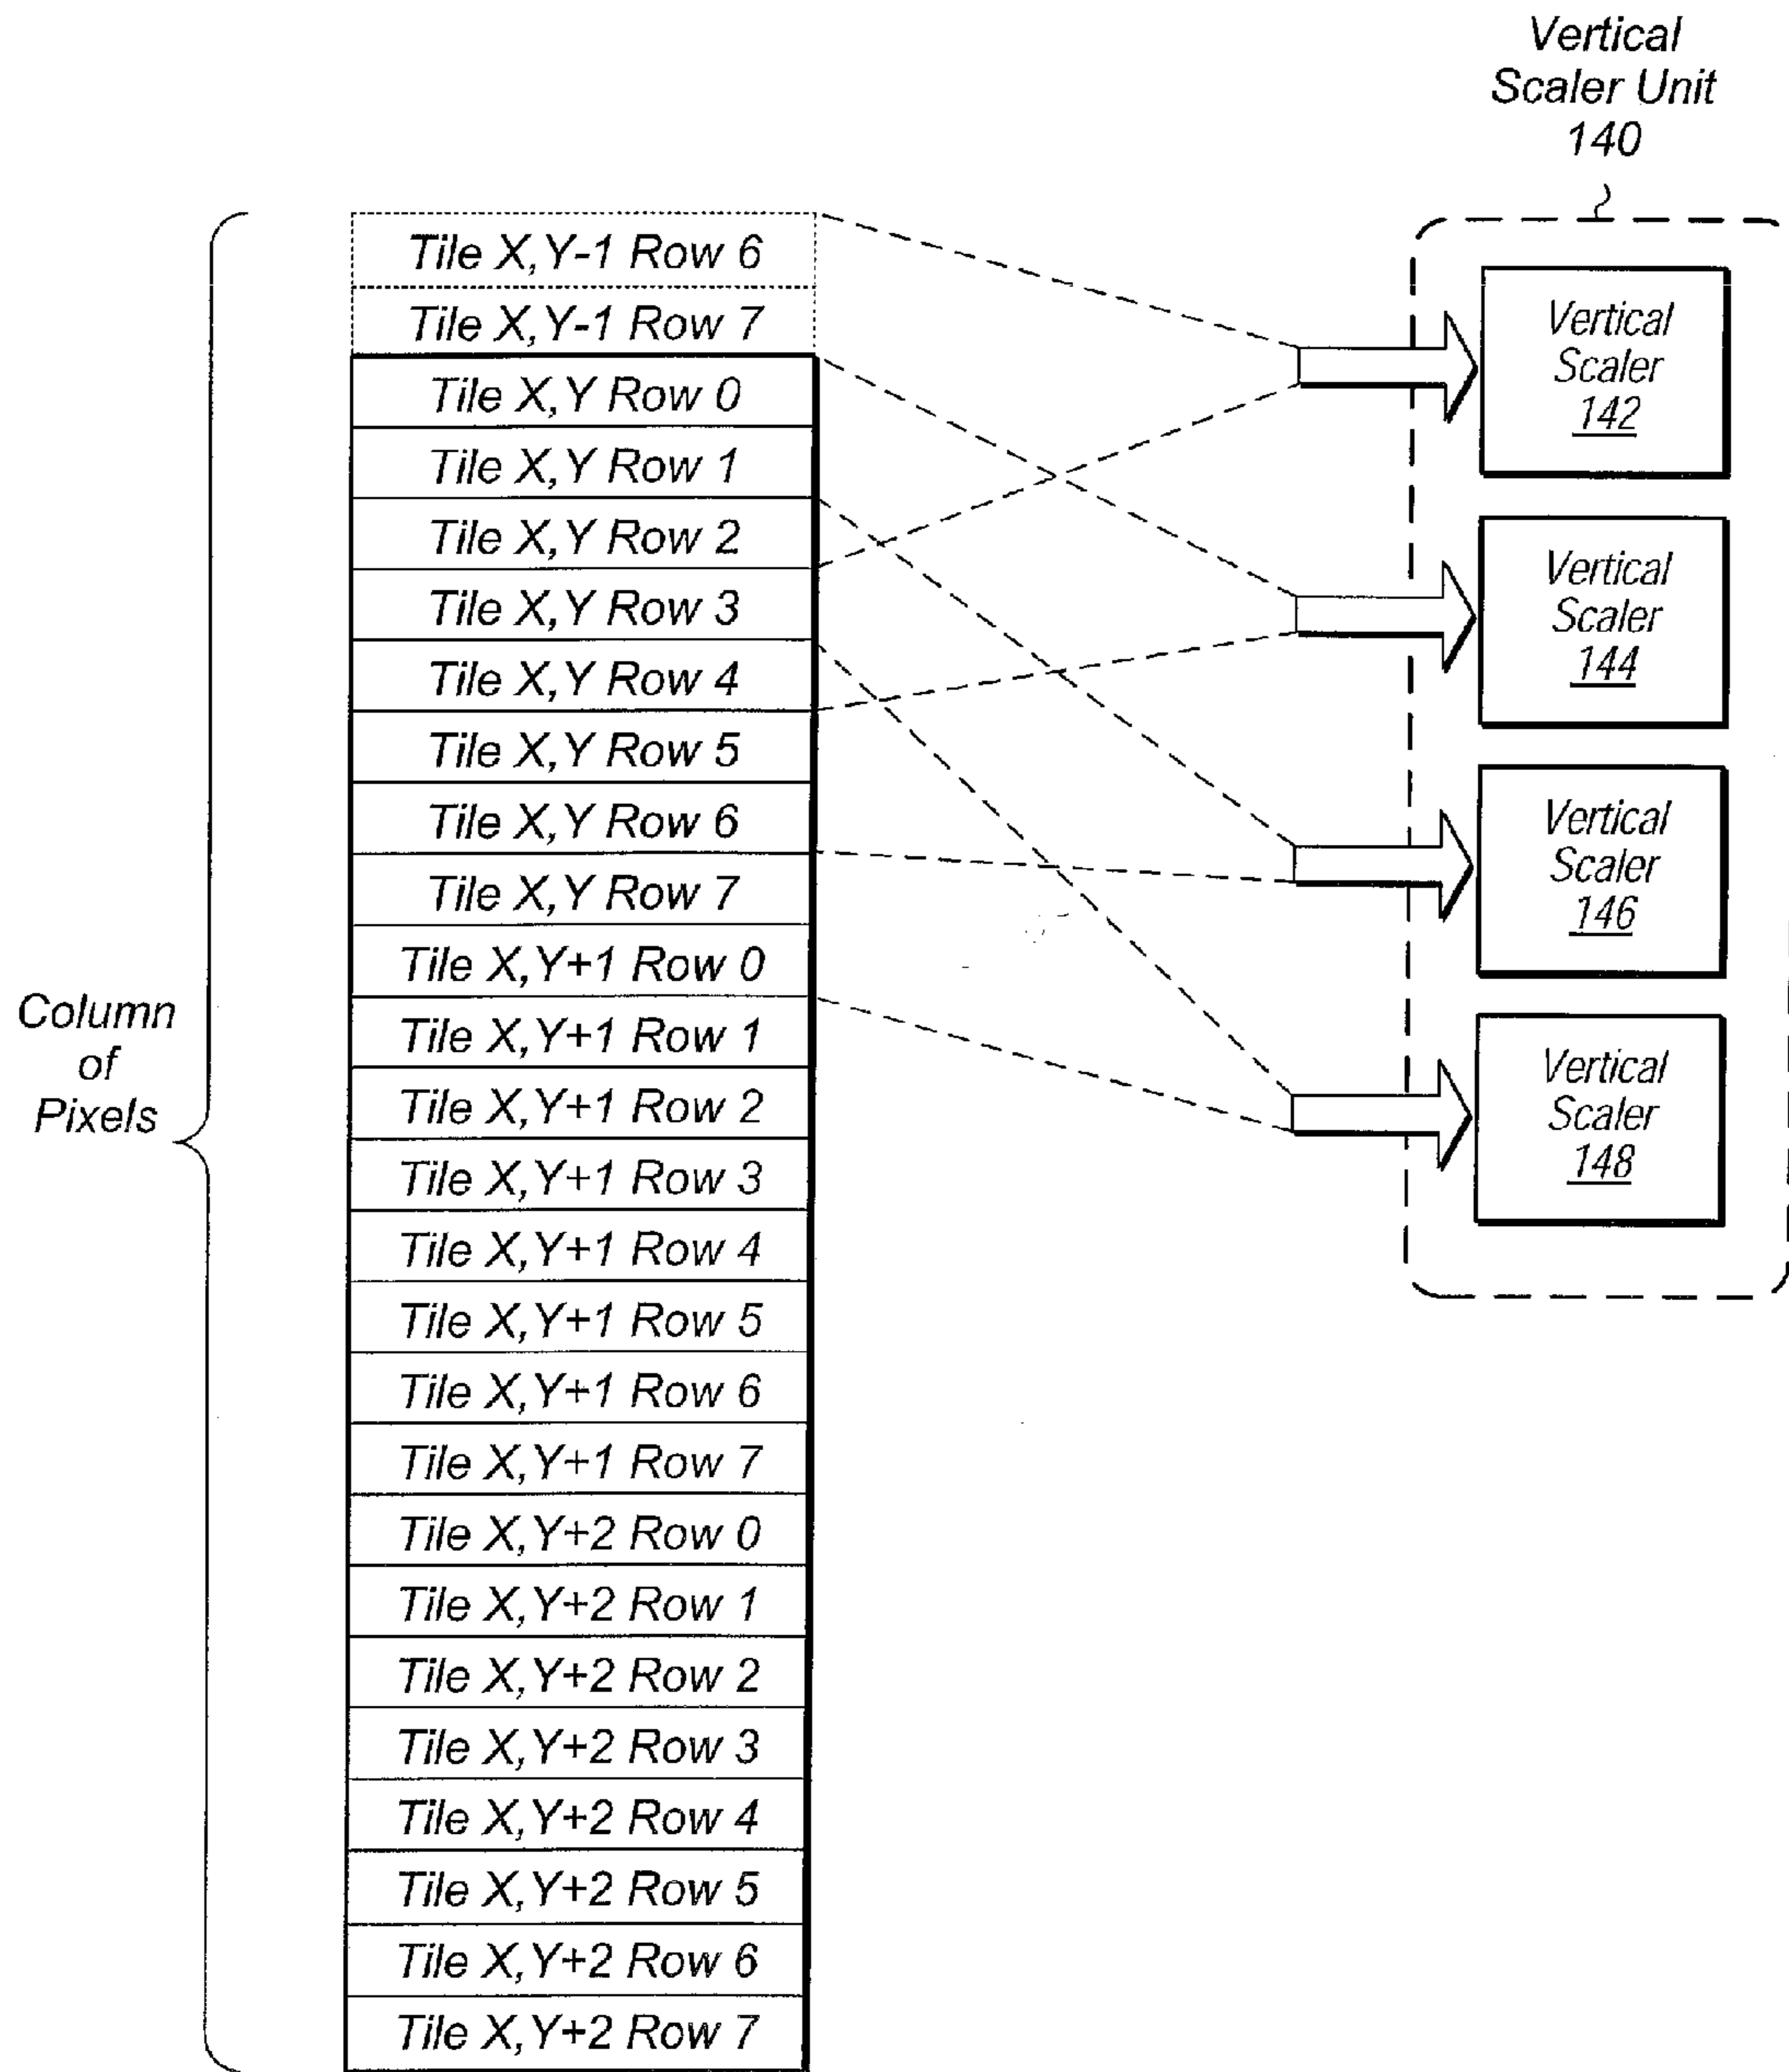 Vertical
Scaler Unit
140
Tile X,Y-1 Row 6
Tile X,Y-1 Row 7
Tile X,Y Row 0
Tile X,Y Row 1
Tile X,Y Row 2
Tile X,Y Row 3
Tile X,Y Row 4
Tile X,Y Row 5
Tile X,Y Row 6
Tile X,Y Row 7
Tile X,Y+1 Row 0
Tile X,Y+1 Row 1
Tile X,Y+1 Row 2
Tile X,Y+1 Row 3
Tile X,Y+1 Row 4
Tile X,Y+1 Row 5
Tile X,Y+1 Row 6
Tile X,Y+1 Row 7
Tile X,Y+2 Row 0
Tile X,Y+2 Row 1
Tile X,Y+2 Row 2
Tile X,Y+2 Row 3
Tile X,Y+2 Row 4
Tile X,Y+2 Row 5
Tile X,Y+2 Row 6
Tile X,Y+2 Row 7
Column
of
Pixels
Vertical
Scaler
142
Vertical
Scaler
144
Vertical
Scaler
146
Vertical
Scaler
148